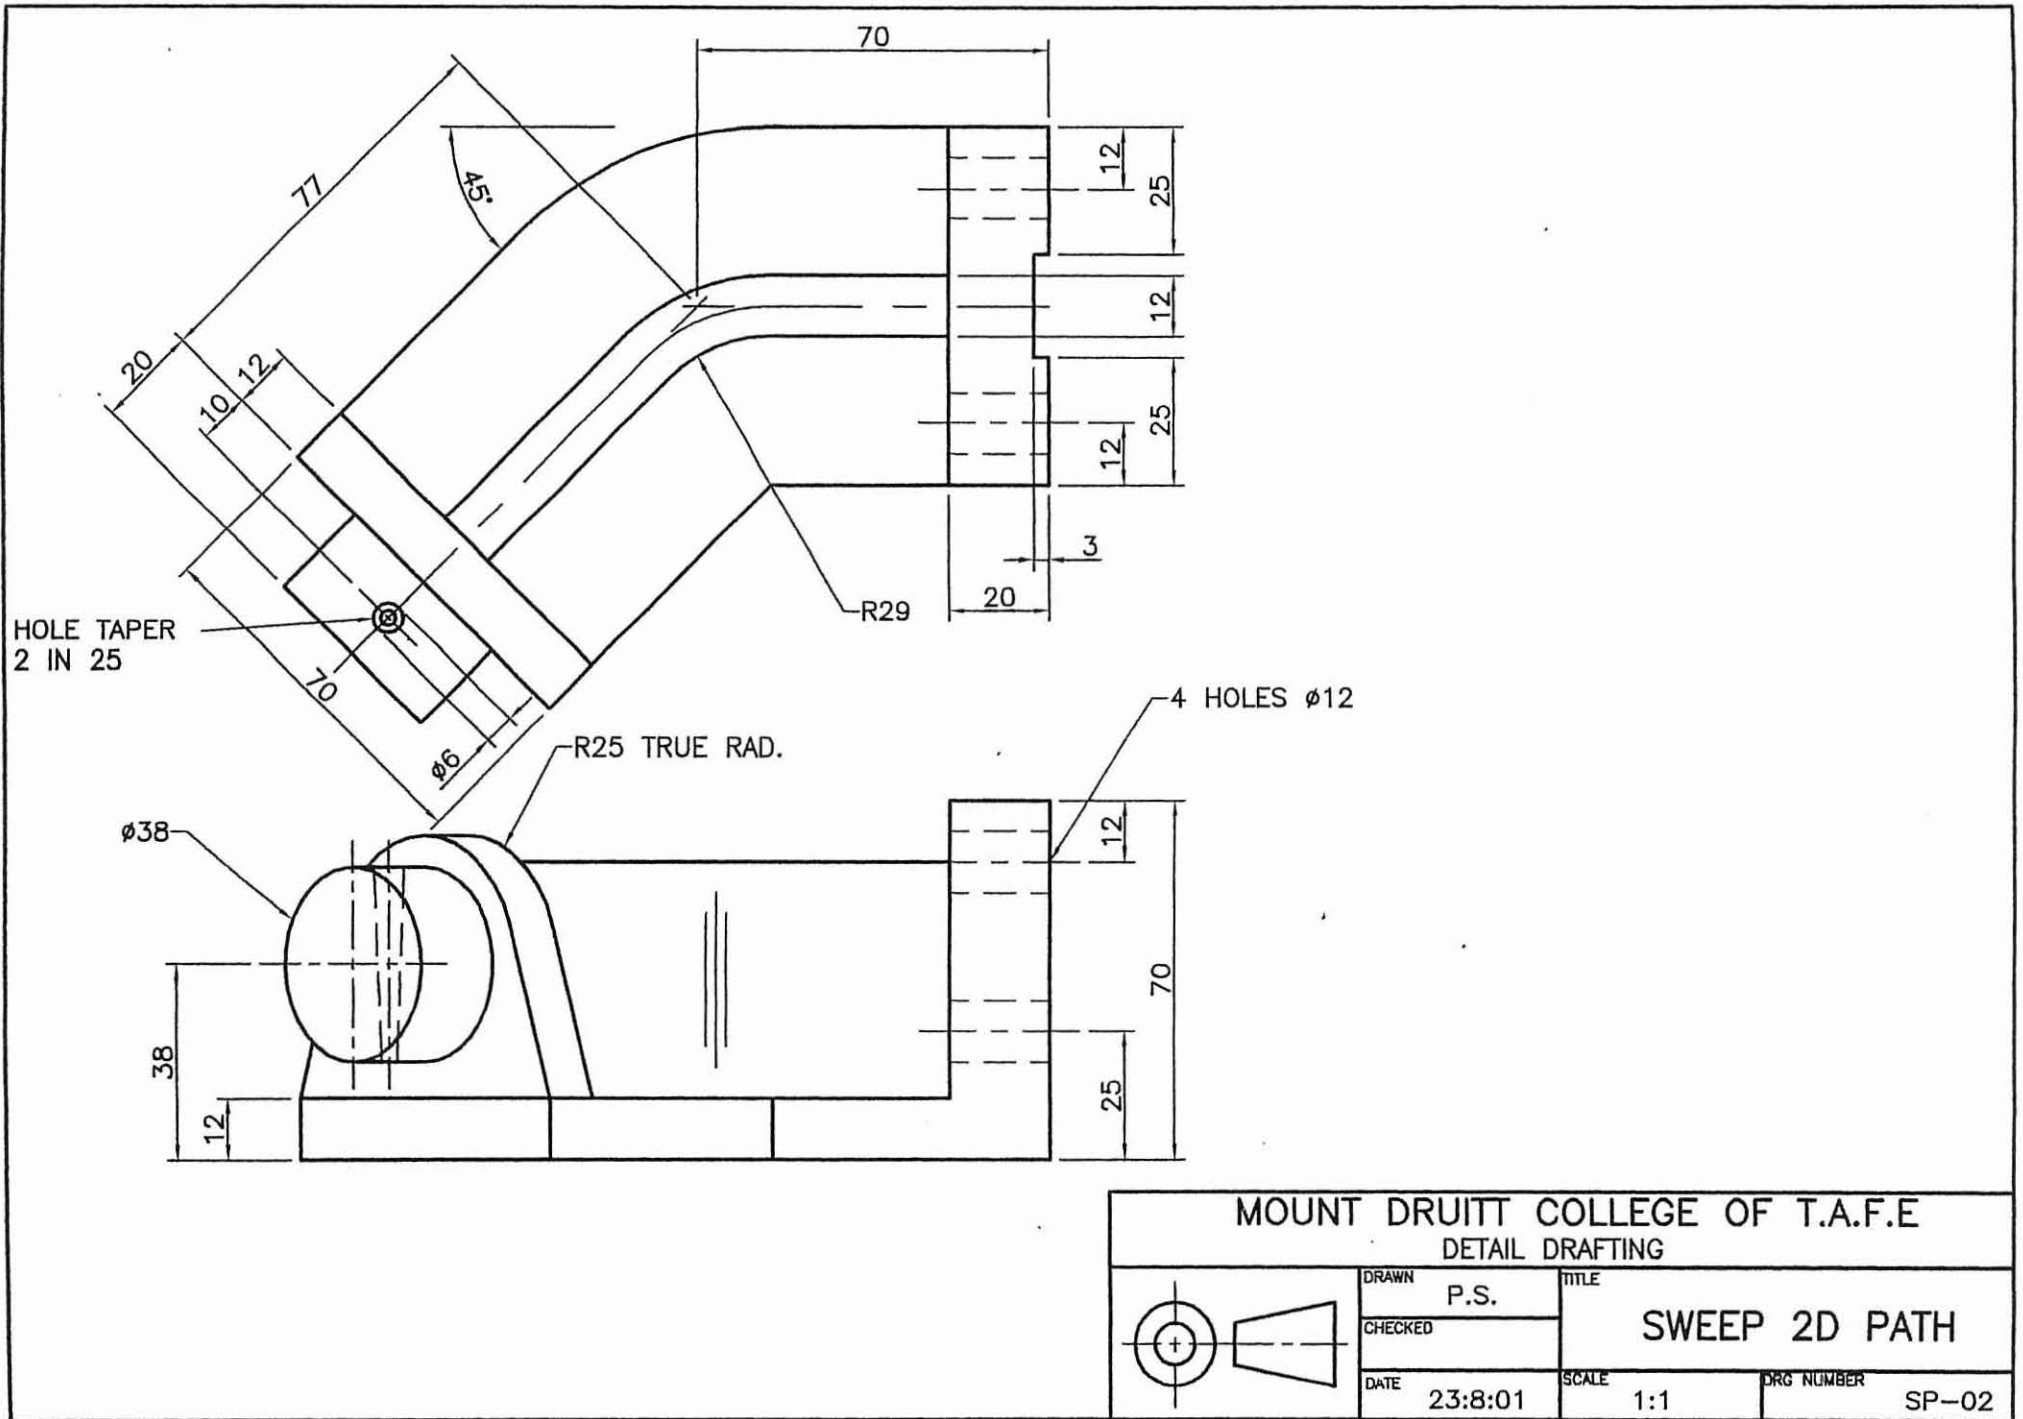 70
77
45°
12
25
20
12
10
12
25
12
3
20
R29
HOLE TAPER
2 IN 25
70
ø6
4 HOLES ø12
R25 TRUE RAD.
ø38
12
70
38
12
25
MOUNT DRUITT COLLEGE OF T.A.F.E
DETAIL DRAFTING
DRAWN
P.S.
TITLE
SWEEP 2D PATH
CHECKED
DATE
23:8:01
SCALE
1:1
DRG NUMBER
SP-02